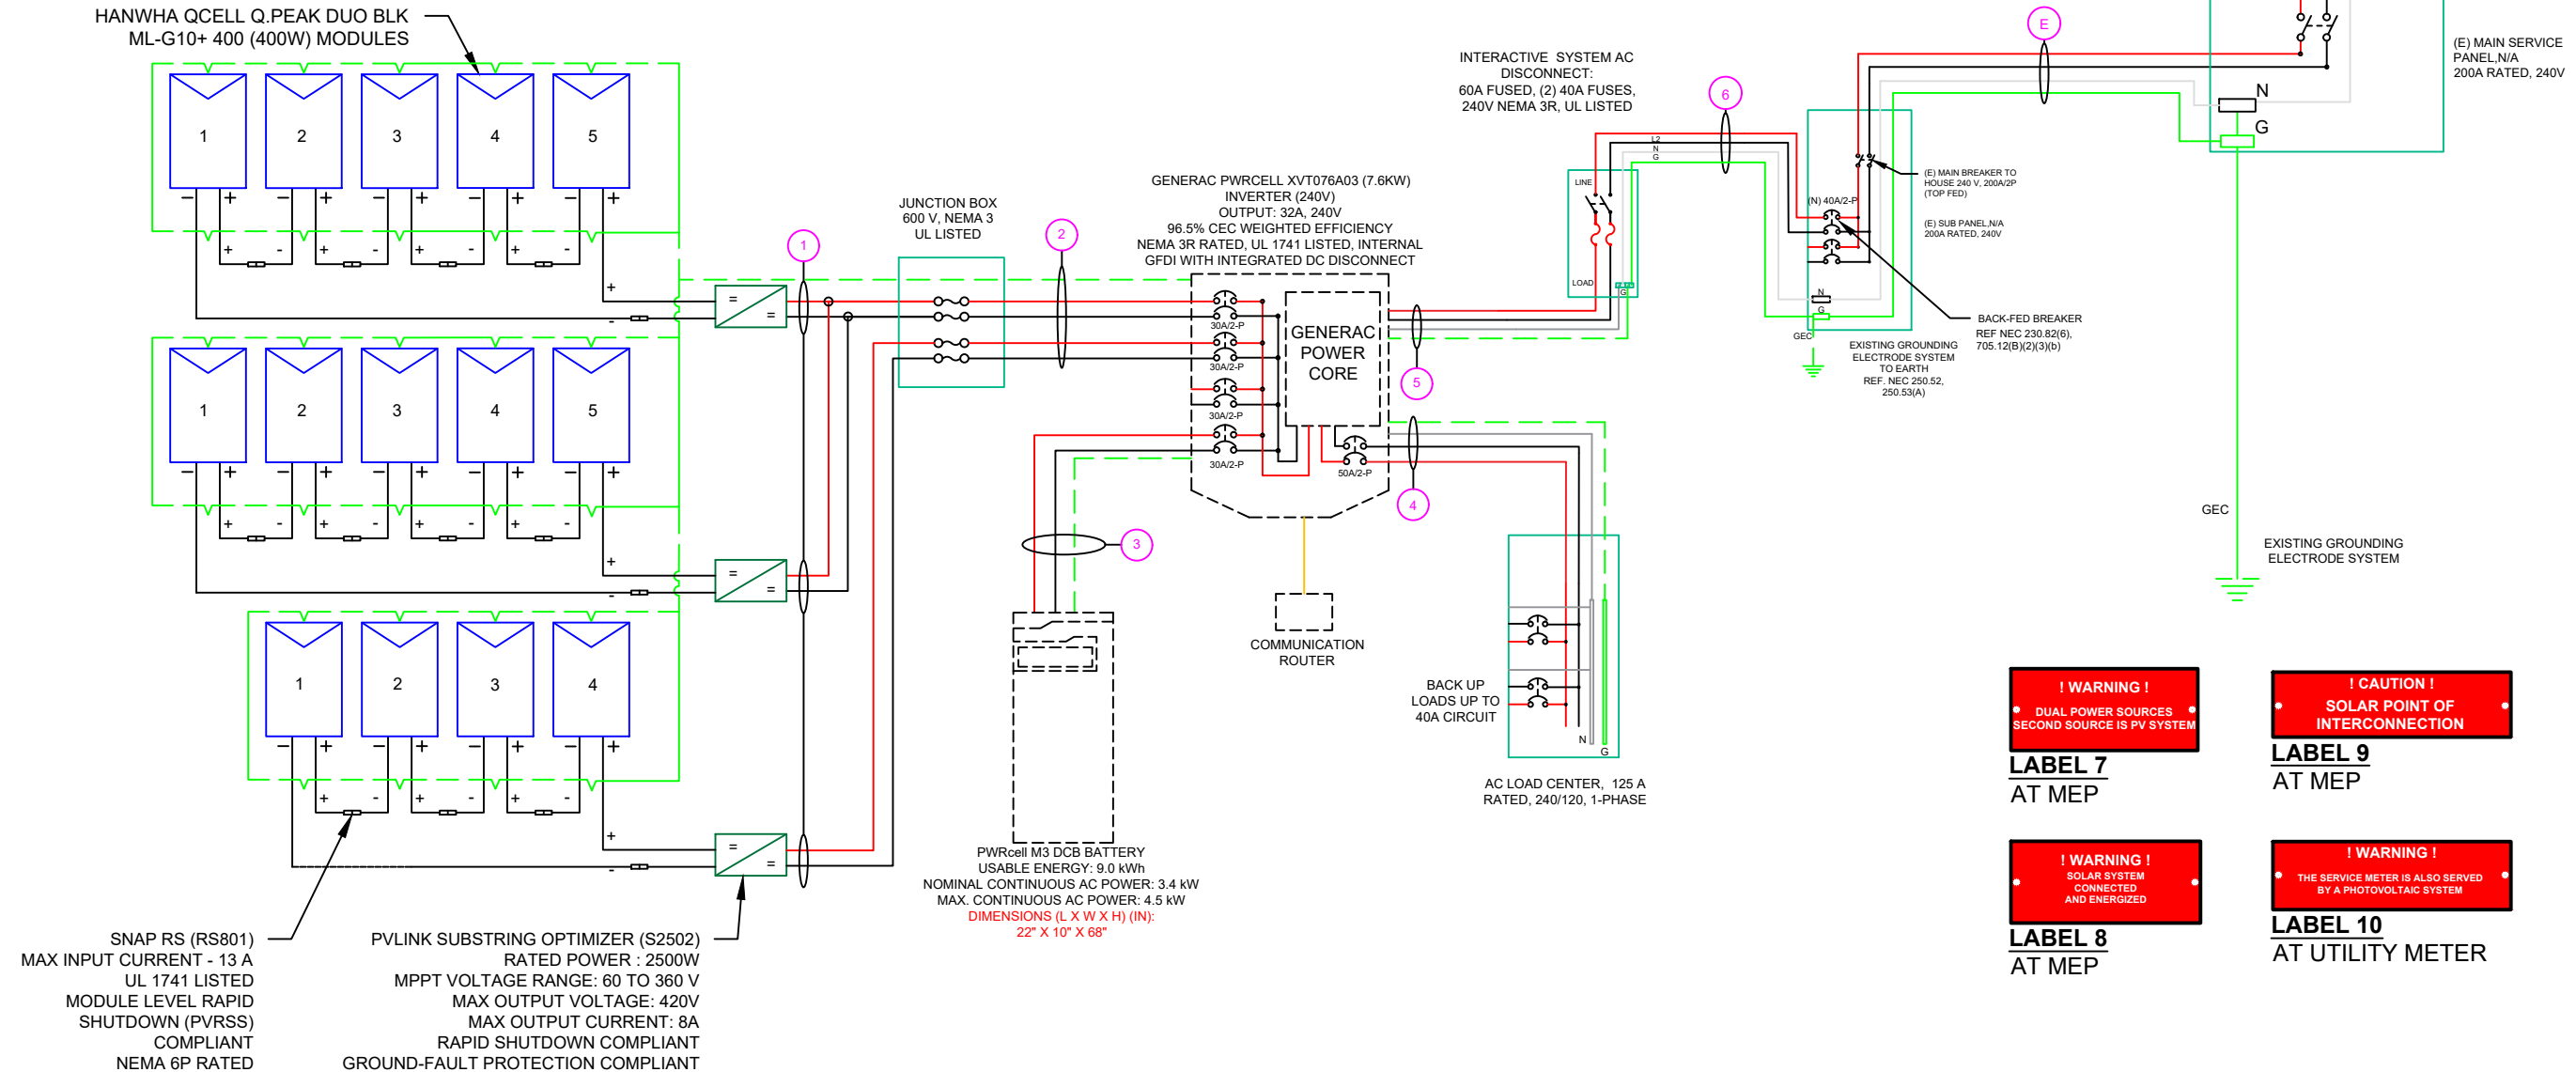 HANWHA QCELL Q.PEAK DUO BLK
ML-G10+ 400 (400W) MODULES
1
2
3
4
5
− + − + − + − + − +
+ - + - + - + -
+
-
1
2
3
4
5
− + − + − + − + − +
+ - + - + - + -
+
-
1
2
3
4
− + − + − + − +
+ - + - + -
+
-
= =
= =
= =
SNAP RS (RS801)
MAX INPUT CURRENT - 13 A
UL 1741 LISTED
MODULE LEVEL RAPID
SHUTDOWN (PVRSS)
COMPLIANT
NEMA 6P RATED
PVLINK SUBSTRING OPTIMIZER (S2502)
RATED POWER : 2500W
MPPT VOLTAGE RANGE: 60 TO 360 V
MAX OUTPUT VOLTAGE: 420V
MAX OUTPUT CURRENT: 8A
RAPID SHUTDOWN COMPLIANT
GROUND-FAULT PROTECTION COMPLIANT
1
JUNCTION BOX
600 V, NEMA 3
UL LISTED
2
GENERAC PWRCELL XVT076A03 (7.6KW)
INVERTER (240V)
OUTPUT: 32A, 240V
96.5% CEC WEIGHTED EFFICIENCY
NEMA 3R RATED, UL 1741 LISTED, INTERNAL
GFDI WITH INTEGRATED DC DISCONNECT
30A/2-P
30A/2-P
30A/2-P
30A/2-P
GENERAC
POWER
CORE
50A/2-P
3
PWRcell M3 DCB BATTERY
USABLE ENERGY: 9.0 kWh
NOMINAL CONTINUOUS AC POWER: 3.4 kW
MAX. CONTINUOUS AC POWER: 4.5 kW
DIMENSIONS (L X W X H) (IN):
22" X 10" X 68"
COMMUNICATION
ROUTER
5
4
BACK UP
LOADS UP TO
40A CIRCUIT
N
G
AC LOAD CENTER, 125 A
RATED, 240/120, 1-PHASE
INTERACTIVE SYSTEM AC
DISCONNECT:
60A FUSED, (2) 40A FUSES,
240V NEMA 3R, UL LISTED
LINE
LOAD
G
L2
N
G
6
(N) 40A/2-P
N
G
GEC
EXISTING GROUNDING
ELECTRODE SYSTEM
TO EARTH
REF. NEC 250.52,
250.53(A)
(E) MAIN BREAKER TO
HOUSE 240 V, 200A/2P
(TOP FED)
(E) SUB PANEL,N/A
200A RATED, 240V
BACK-FED BREAKER
REF NEC 230.82(6),
705.12(B)(2)(3)(b)
E
N
G
(E) MAIN SERVICE
PANEL,N/A
200A RATED, 240V
GEC
EXISTING GROUNDING
ELECTRODE SYSTEM
! WARNING !
DUAL POWER SOURCES
SECOND SOURCE IS PV SYSTEM
LABEL 7
AT MEP
! CAUTION !
SOLAR POINT OF
INTERCONNECTION
LABEL 9
AT MEP
! WARNING !
SOLAR SYSTEM
CONNECTED
AND ENERGIZED
LABEL 8
AT MEP
! WARNING !
THE SERVICE METER IS ALSO SERVED
BY A PHOTOVOLTAIC SYSTEM
LABEL 10
AT UTILITY METER